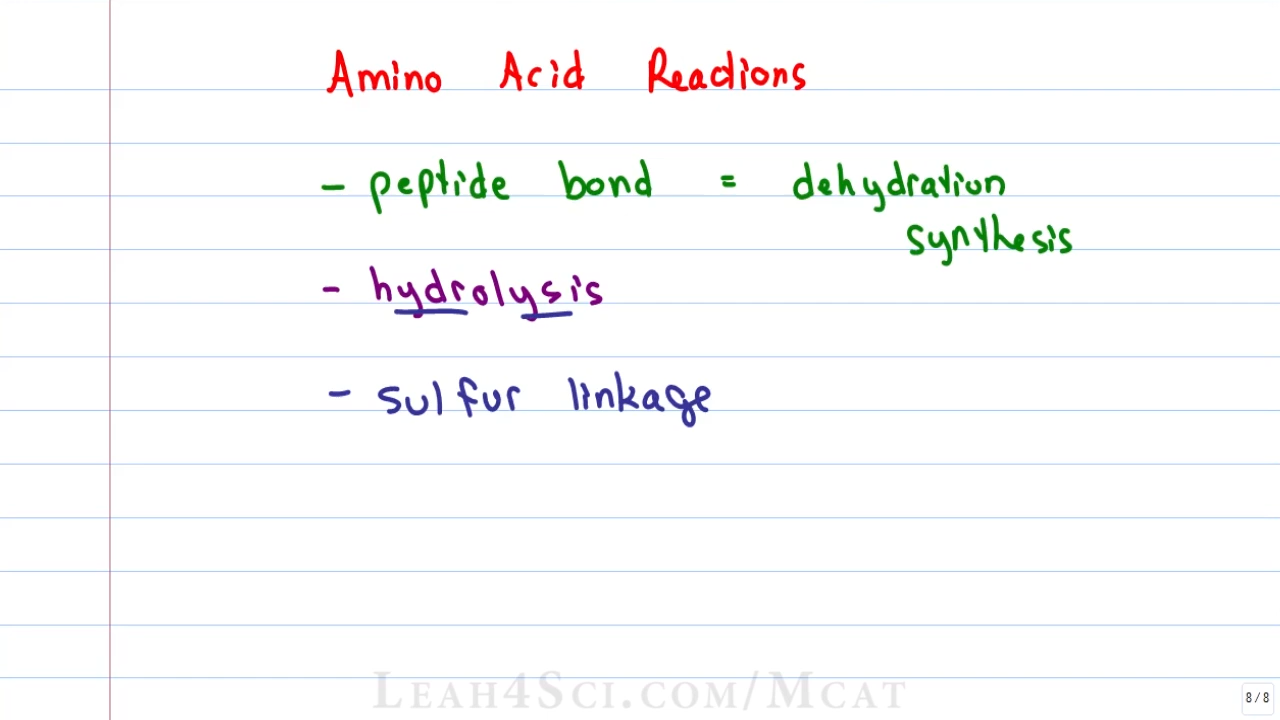 Amino Acid Reactions
- peptide bond = dehydration
synthesis
- hydrolysis
- sulfur linkage
LEAH4SCI.COM/MCAT
8/8